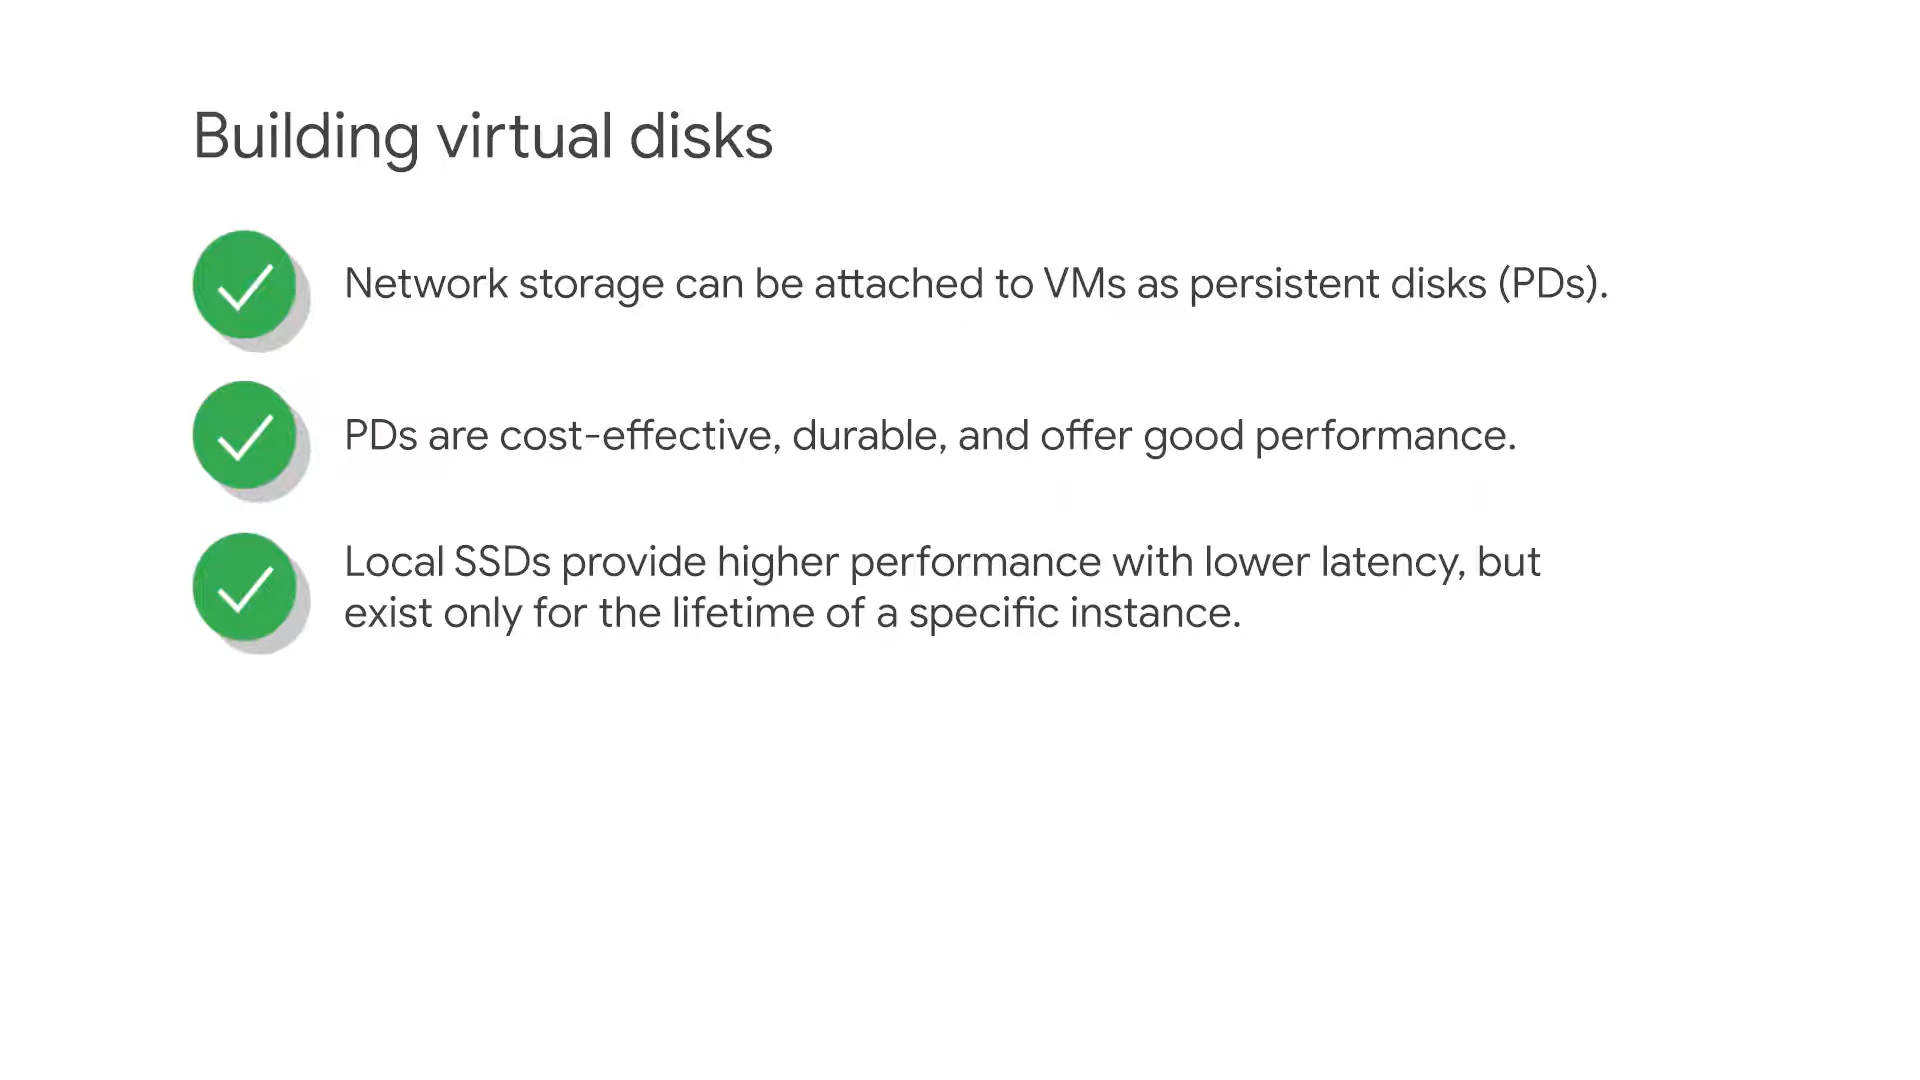 Building virtual disks
Network storage can be attached to VMs as persistent disks (PDs).
PDs are cost-effective, durable, and offer good performance.
Local SSDs provide higher performance with lower latency, but
exist only for the lifetime of a specific instance.